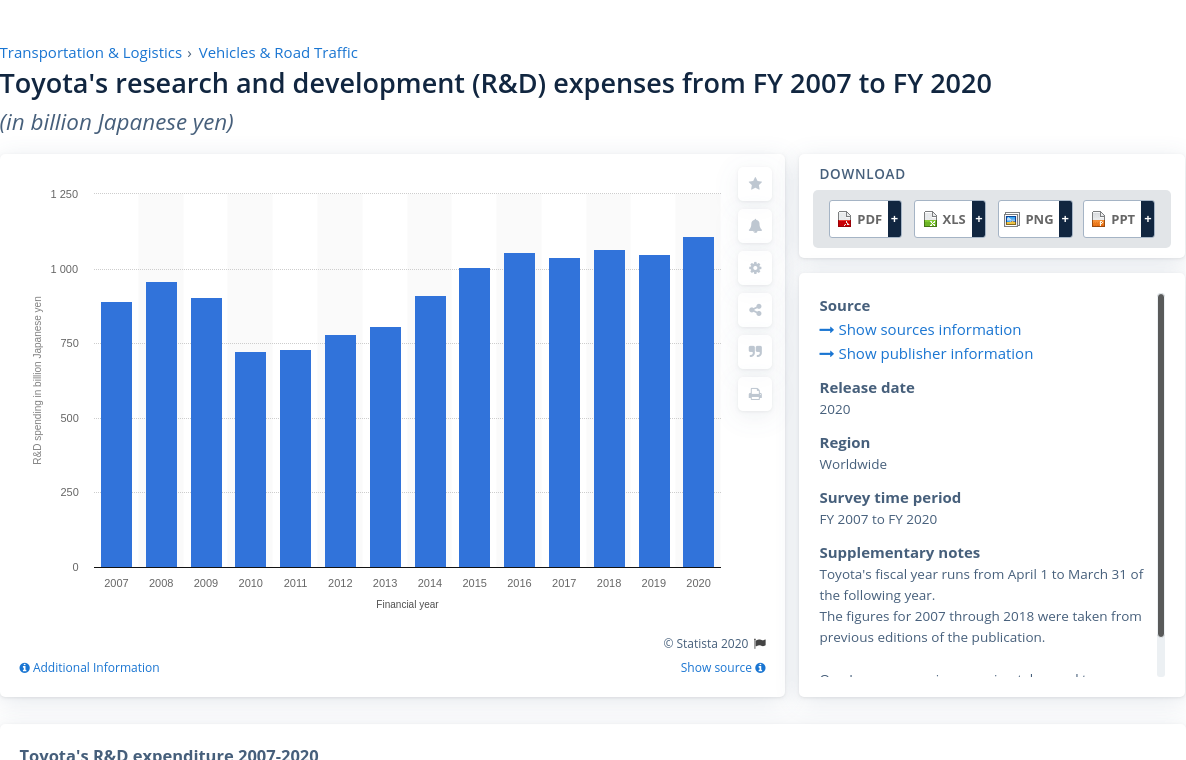 Transportation & Logistics › Vehicles & Road Traffic
Toyota's research and development (R&D) expenses from FY 2007 to FY 2020
(in billion Japanese yen)
1 250
1 000
750
500
250
0
R&D spending in billion Japanese yen
2007 2008 2009 2010 2011 2012 2013 2014 2015 2016 2017 2018 2019 2020
Financial year
© Statista 2020
Additional Information
Show source
DOWNLOAD
PDF + XLS + PNG + PPT +
Source
Show sources information
Show publisher information
Release date
2020
Region
Worldwide
Survey time period
FY 2007 to FY 2020
Supplementary notes
Toyota's fiscal year runs from April 1 to March 31 of
the following year.
The figures for 2007 through 2018 were taken from
previous editions of the publication.
Toyota's R&D expenditure 2007-2020